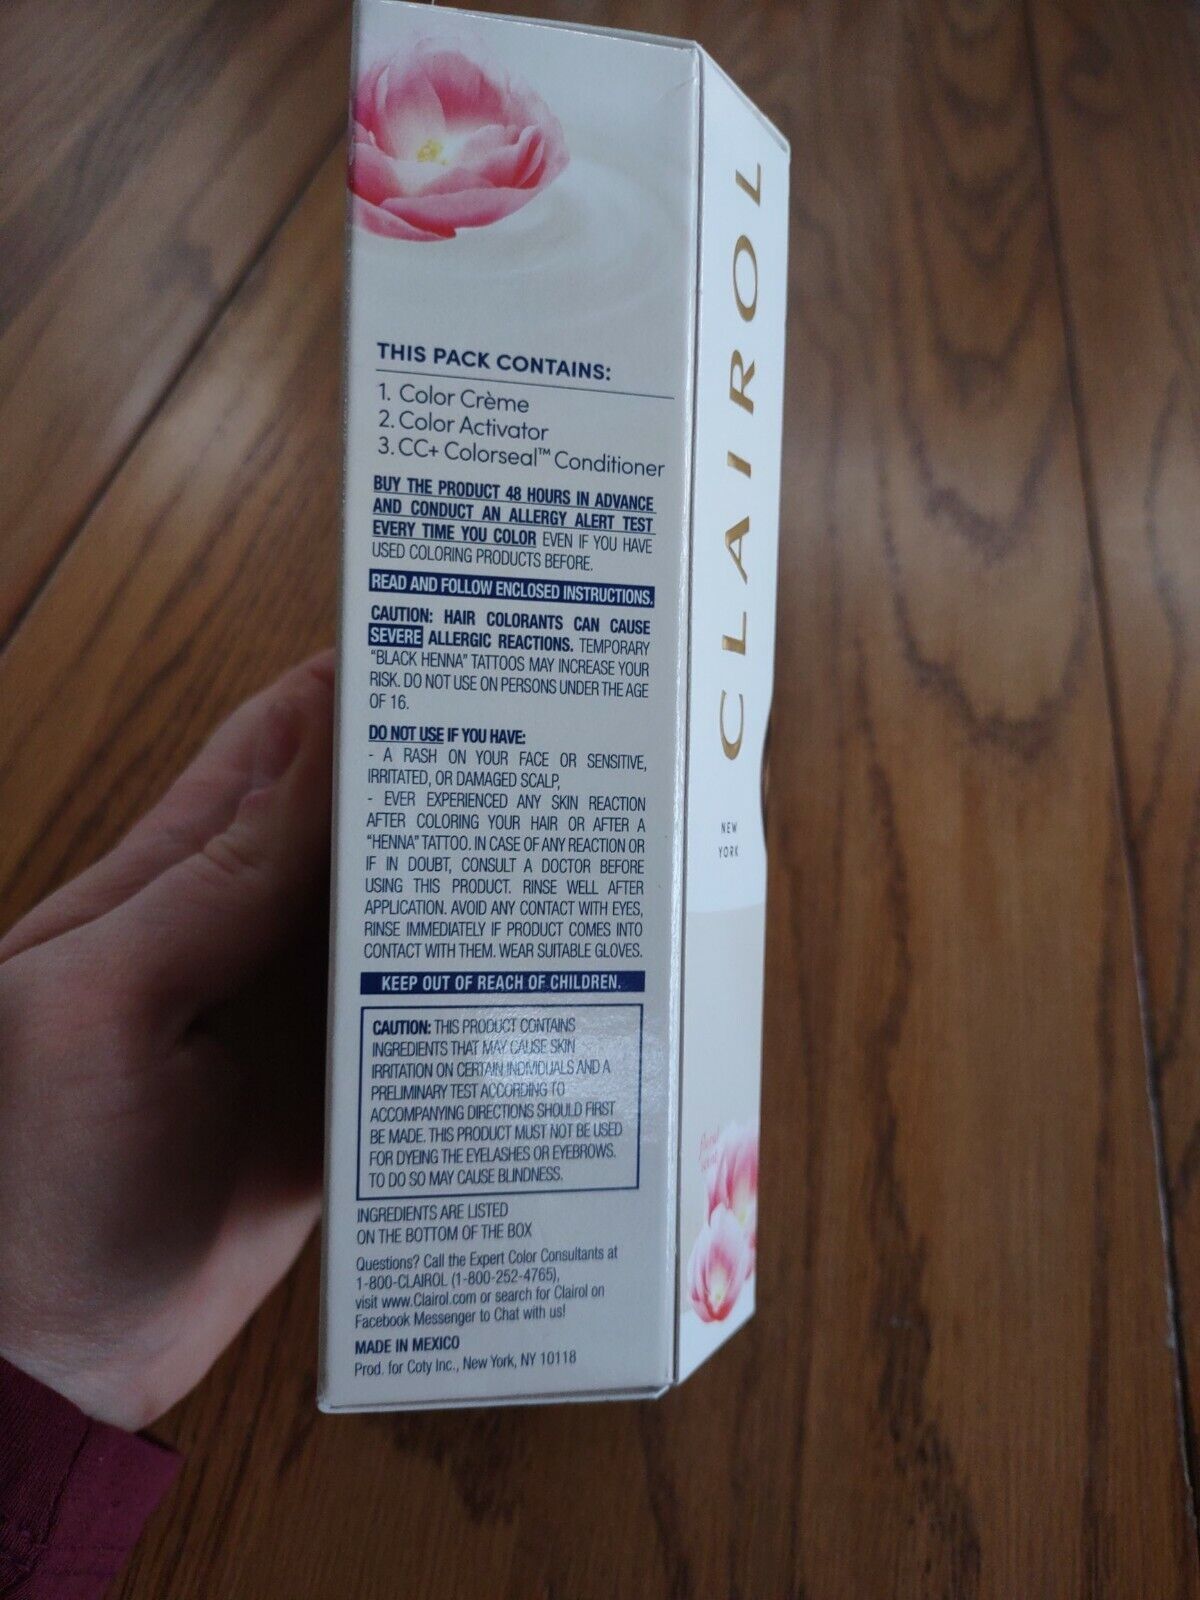 THIS PACK CONTAINS:
1. Color Crème
2. Color Activator
3. CC+ Colorseal™ Conditioner
BUY THE PRODUCT 48 HOURS IN ADVANCE
AND CONDUCT AN ALLERGY ALERT TEST
EVERY TIME YOU COLOR EVEN IF YOU HAVE
USED COLORING PRODUCTS BEFORE.
READ AND FOLLOW ENCLOSED INSTRUCTIONS.
CAUTION: HAIR COLORANTS CAN CAUSE
SEVERE ALLERGIC REACTIONS. TEMPORARY
"BLACK HENNA" TATTOOS MAY INCREASE YOUR
RISK. DO NOT USE ON PERSONS UNDER THE AGE
OF 16.
DO NOT USE IF YOU HAVE:
- A RASH ON YOUR FACE OR SENSITIVE,
IRRITATED, OR DAMAGED SCALP,
- EVER EXPERIENCED ANY SKIN REACTION
AFTER COLORING YOUR HAIR OR AFTER A
"HENNA" TATTOO. IN CASE OF ANY REACTION OR
IF IN DOUBT, CONSULT A DOCTOR BEFORE
USING THIS PRODUCT. RINSE WELL AFTER
APPLICATION. AVOID ANY CONTACT WITH EYES,
RINSE IMMEDIATELY IF PRODUCT COMES INTO
CONTACT WITH THEM. WEAR SUITABLE GLOVES.
KEEP OUT OF REACH OF CHILDREN.
CAUTION: THIS PRODUCT CONTAINS
INGREDIENTS THAT MAY CAUSE SKIN
IRRITATION ON CERTAIN INDIVIDUALS AND A
PRELIMINARY TEST ACCORDING TO
ACCOMPANYING DIRECTIONS SHOULD FIRST
BE MADE. THIS PRODUCT MUST NOT BE USED
FOR DYEING THE EYELASHES OR EYEBROWS.
TO DO SO MAY CAUSE BLINDNESS.
INGREDIENTS ARE LISTED
ON THE BOTTOM OF THE BOX
Questions? Call the Expert Color Consultants at
1-800-CLAIROL (1-800-252-4765),
visit www.Clairol.com or search for Clairol on
Facebook Messenger to Chat with us!
MADE IN MEXICO
Prod. for Coty Inc., New York, NY 10118
CLAIROL
NEW
YORK
floral
scent